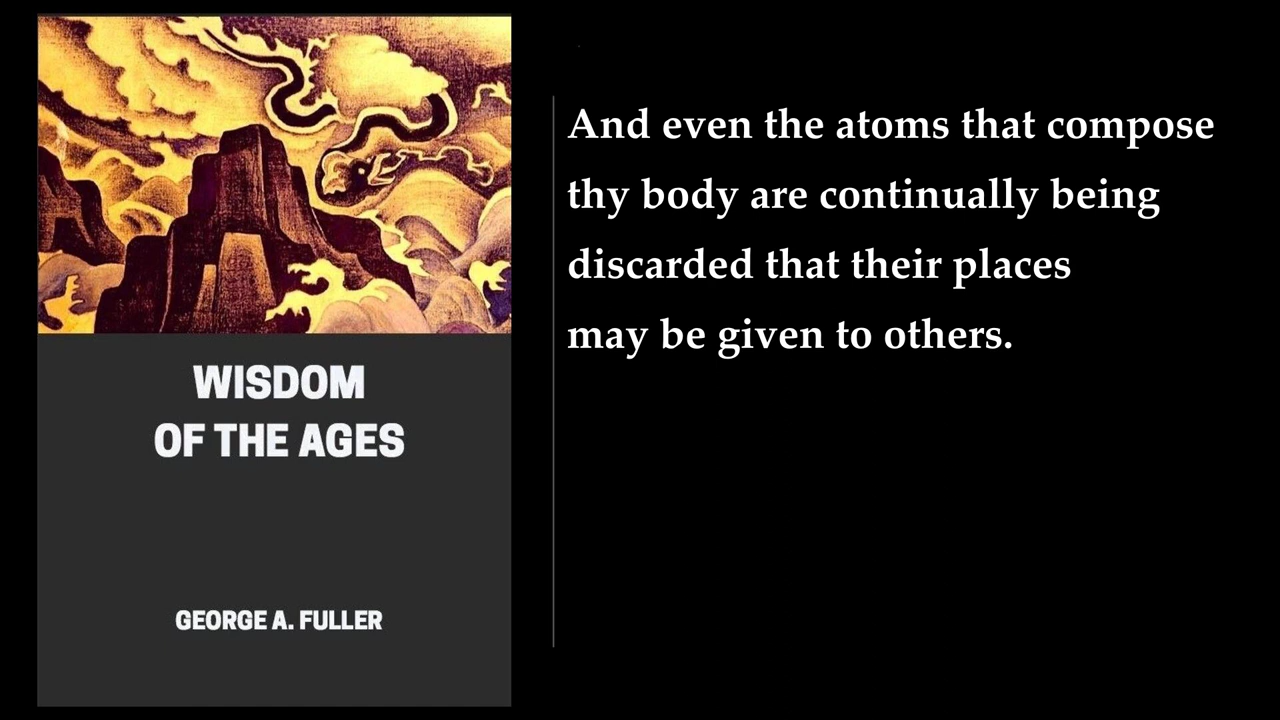 WISDOM
OF THE AGES
GEORGE A. FULLER
And even the atoms that compose
thy body are continually being
discarded that their places
may be given to others.